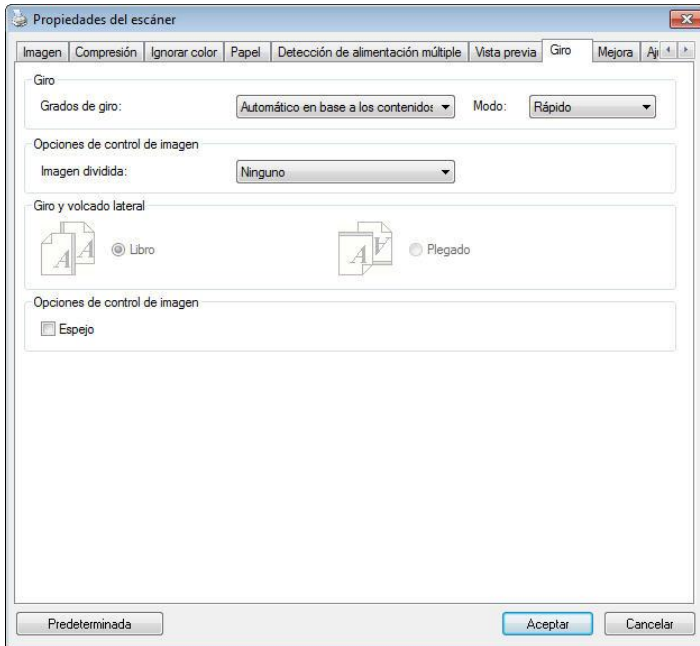 Propiedades del escáner
Imagen Compresión Ignorar color Papel Detección de alimentación múltiple Vista previa Giro Mejora Aju
Giro
Grados de giro: Automático en base a los contenidos Modo: Rápido
Opciones de control de imagen
Imagen dividida: Ninguno
Giro y volcado lateral
A A Libro A A Plegado
Opciones de control de imagen
Espejo
Predeterminada Aceptar Cancelar